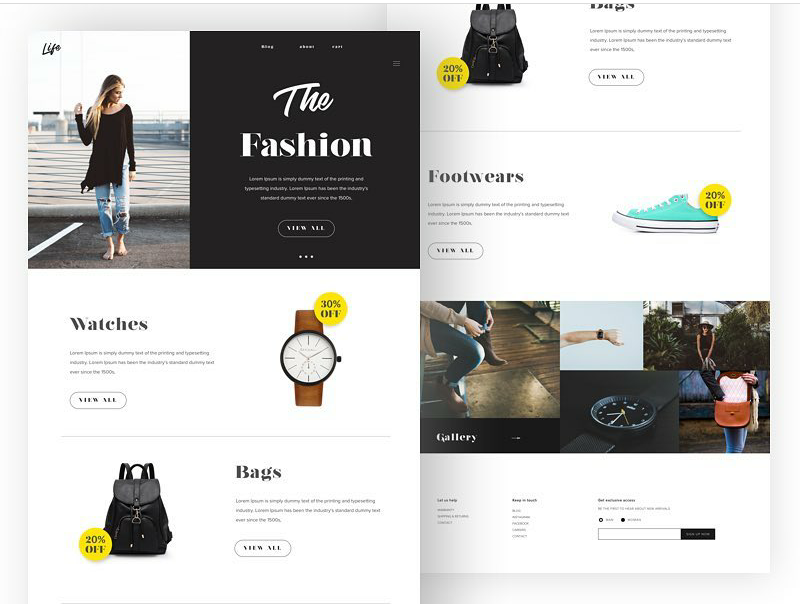 Life
Blog about cart
The
Fashion
Lorem Ipsum is simply dummy text of the printing and
typesetting industry. Lorem Ipsum has been the industry's
standard dummy text ever since the 1500s.
VIEW ALL
30%
OFF
Watches
Lorem Ipsum is simply dummy text of the printing and typesetting
industry. Lorem Ipsum has been the industry's standard dummy text
ever since the 1500s.
VIEW ALL
Bags
Lorem Ipsum is simply dummy text of the printing and typesetting
industry. Lorem Ipsum has been the industry's standard dummy text
ever since the 1500s.
20%
OFF
VIEW ALL
Bags
Lorem Ipsum is simply dummy text of the printing and typesetting
industry. Lorem Ipsum has been the industry's standard dummy text
ever since the 1500s.
20%
OFF
VIEW ALL
Footwears
Lorem Ipsum is simply dummy text of the printing and typesetting
industry. Lorem Ipsum has been the industry's standard dummy text
ever since the 1500s.
20%
OFF
VIEW ALL
Gallery
Let us help
WARRANTY
SHIPPING & RETURNS
CONTACT
Keep in touch
BLOG
INSTAGRAM
FACEBOOK
CAREERS
CONTACT
Get exclusive access
BE THE FIRST TO HEAR ABOUT NEW ARRIVALS
MAN WOMAN
SIGN UP NOW